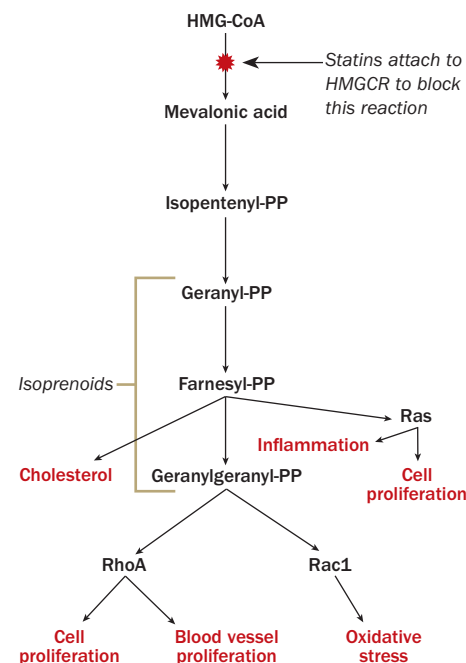 HMG-CoA
Statins attach to
HMGCR to block
this reaction
Mevalonic acid
Isopentenyl-PP
Geranyl-PP
Isoprenoids
Farnesyl-PP
Ras
Inflammation
Cholesterol
Geranylgeranyl-PP
Cell
proliferation
RhoA
Rac1
Cell
proliferation
Blood vessel
proliferation
Oxidative
stress